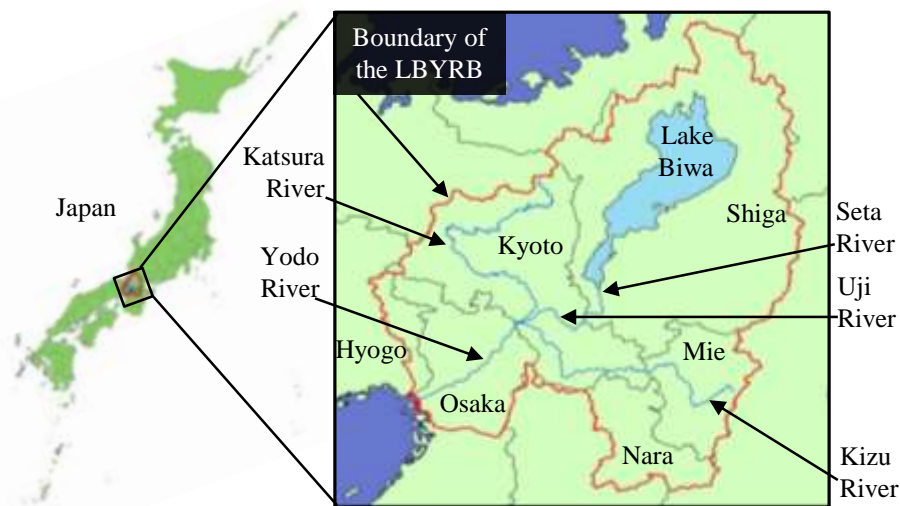 Boundary of
the LBYRB
Katsura
River
Lake
Biwa
Japan
Shiga
Seta
River
Kyoto
Yodo
River
Uji
River
Hyogo
Mie
Osaka
Nara
Kizu
River